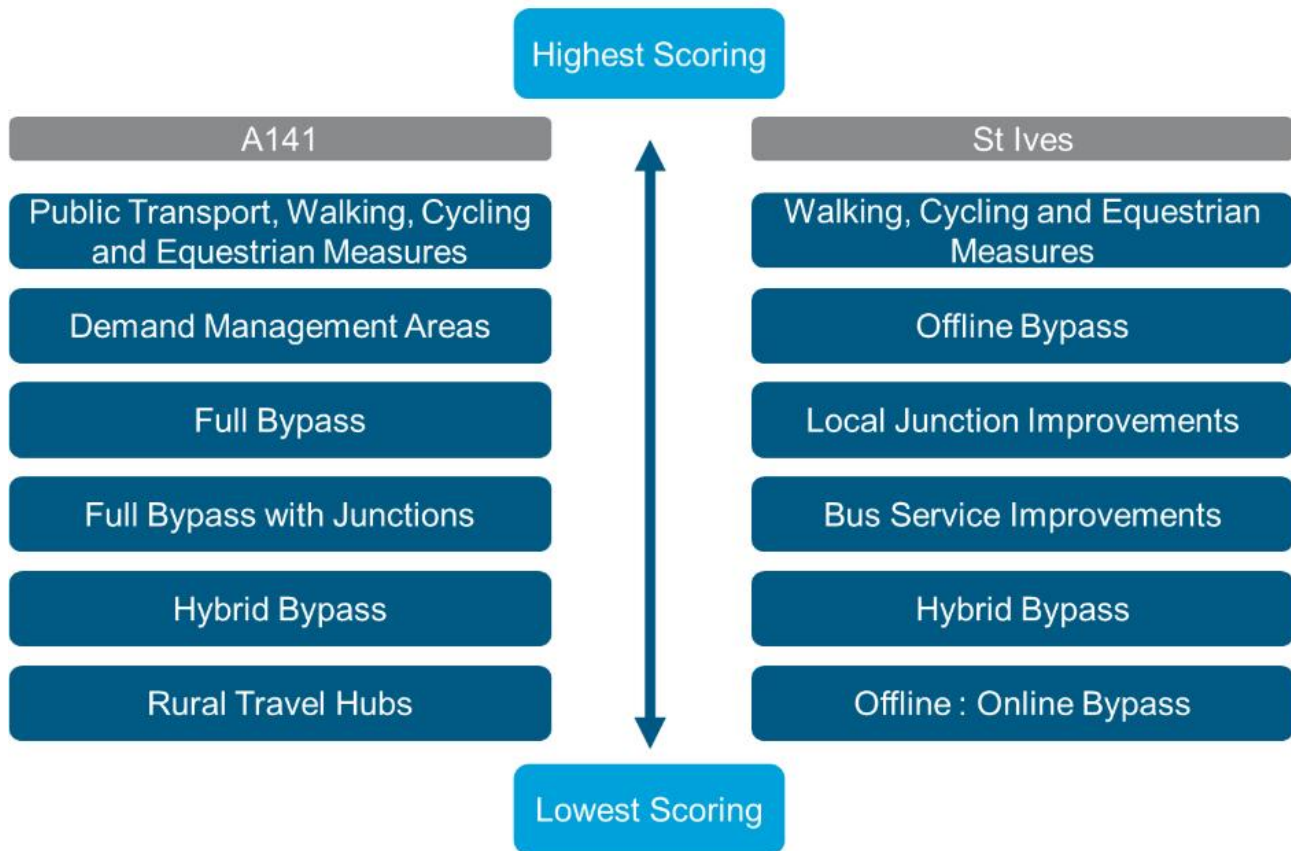 Highest Scoring
A141
Public Transport, Walking, Cycling
and Equestrian Measures
Demand Management Areas
Full Bypass
Full Bypass with Junctions
Hybrid Bypass
Rural Travel Hubs
St Ives
Walking, Cycling and Equestrian
Measures
Offline Bypass
Local Junction Improvements
Bus Service Improvements
Hybrid Bypass
Offline : Online Bypass
Lowest Scoring